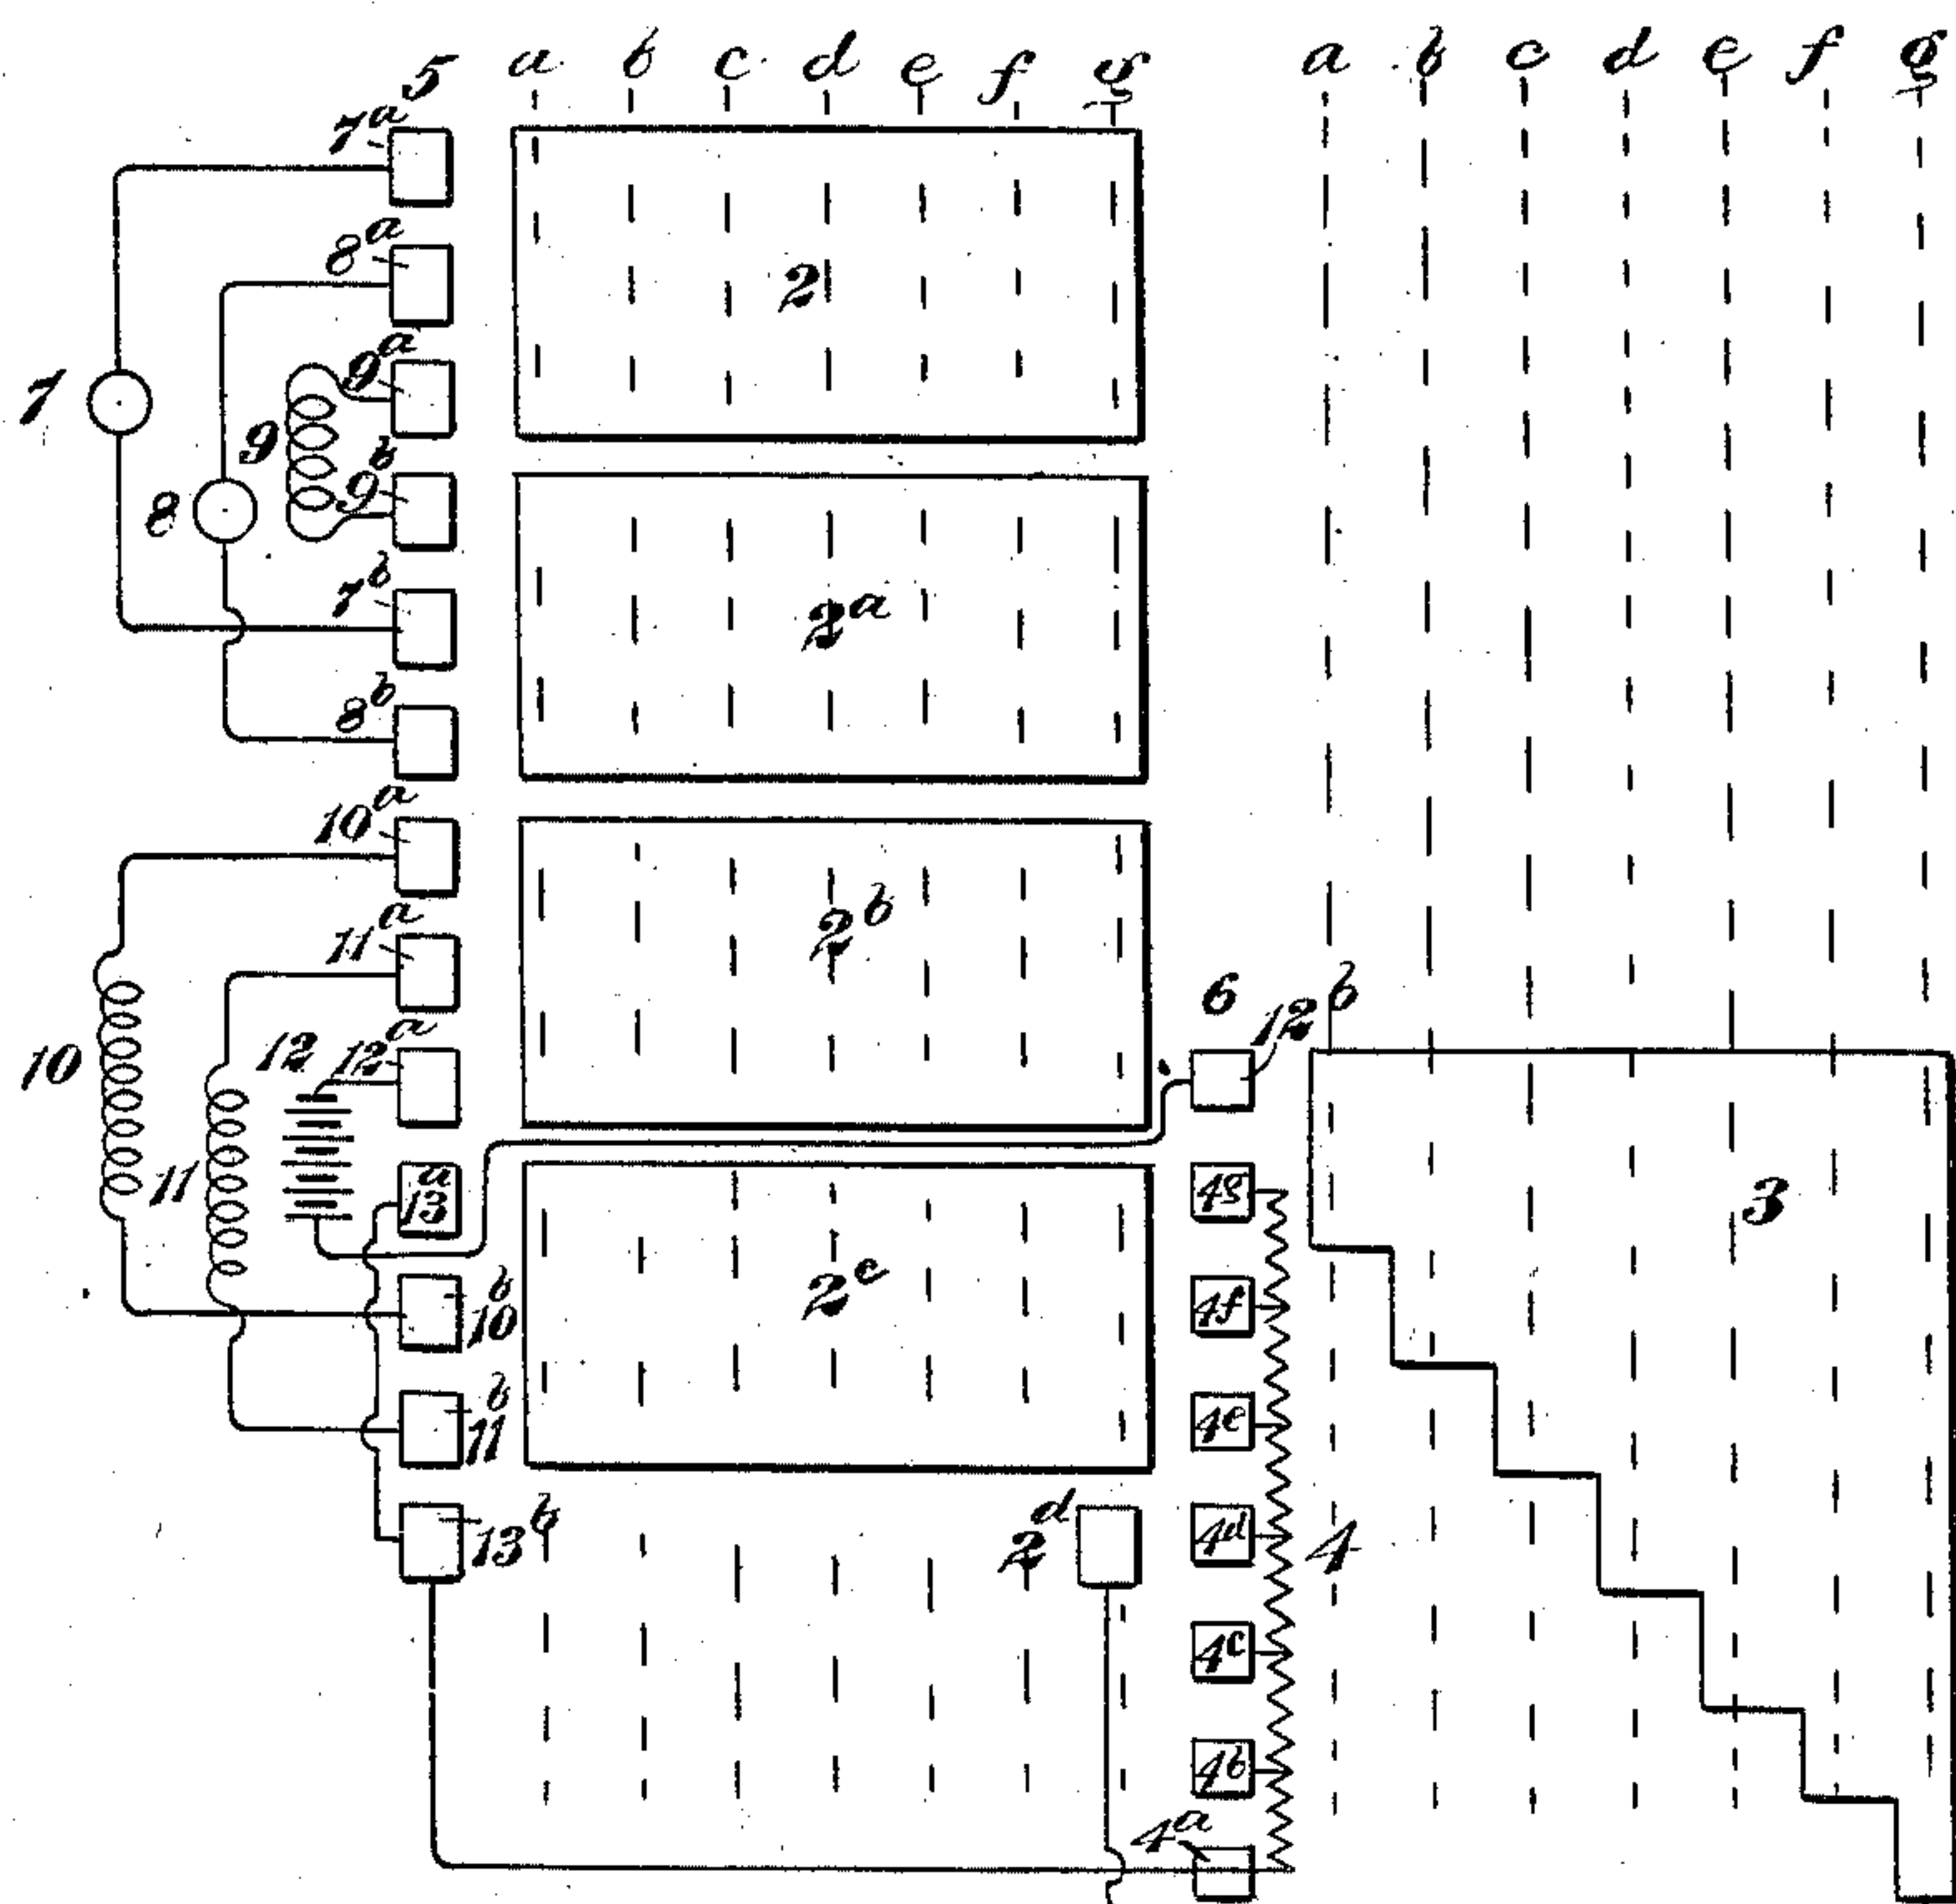 5 a b c d e f g a b c d e f g
7a
8a
2
9a
7
9
9b
8
7b
2a
8b
10a
2b
11a
6 12b
10
12 12a
11
13a 4g 3
10b
2c 4f
11b
4e
13b
2d 4d 4
4c
4b
4a